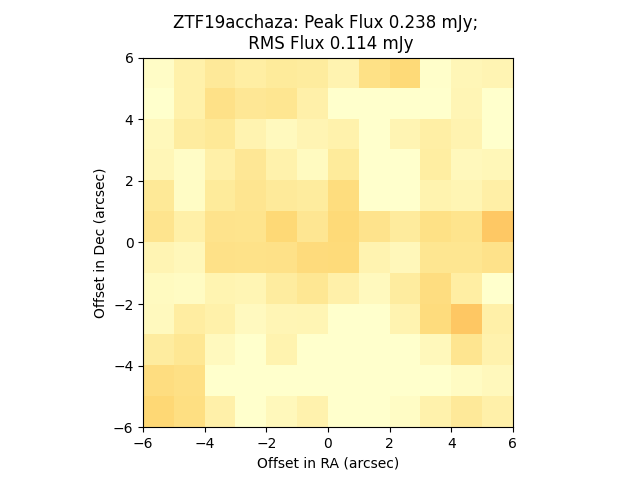 ZTF19acchaza: Peak Flux 0.238 mJy;
RMS Flux 0.114 mJy
6
4
2
0
−2
−4
−6
Offset in Dec (arcsec)
−6 −4 −2 0 2 4 6
Offset in RA (arcsec)